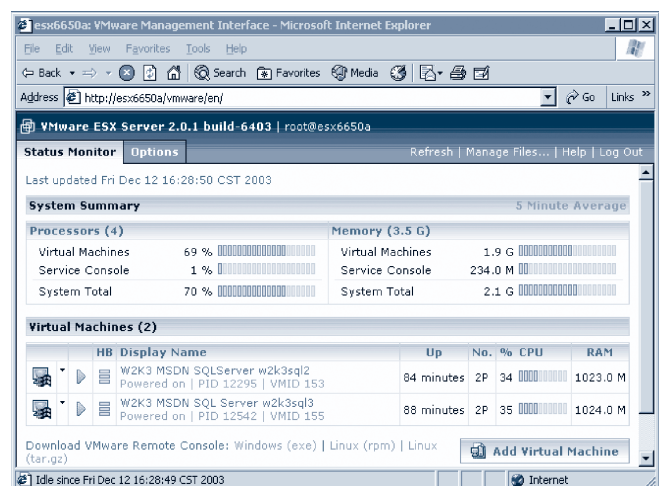 esx6650a: VMware Management Interface - Microsoft Internet Explorer
File Edit View Favorites Tools Help
Back Search Favorites Media
Address http://esx6650a/vmware/en/ Go Links »
VMware ESX Server 2.0.1 build-6403 | root@esx6650a
Status Monitor Options Refresh | Manage Files... | Help | Log Out
Last updated Fri Dec 12 16:28:50 CST 2003
System Summary 5 Minute Average
Processors (4) Memory (3.5 G)
Virtual Machines 69 % Virtual Machines 1.9 G
Service Console 1 % Service Console 234.0 M
System Total 70 % System Total 2.1 G
Virtual Machines (2)
HB Display Name Up No. % CPU RAM
W2K3 MSDN SQLServer w2k3sql2
Powered on | PID 12295 | VMID 153
84 minutes 2P 34 1023.0 M
W2K3 MSDN SQL Server w2k3sql3
Powered on | PID 12542 | VMID 155
88 minutes 2P 35 1024.0 M
Download VMware Remote Console: Windows (exe) | Linux (rpm) | Linux
(tar.gz)
Add Virtual Machine
Idle since Fri Dec 12 16:28:49 CST 2003 Internet